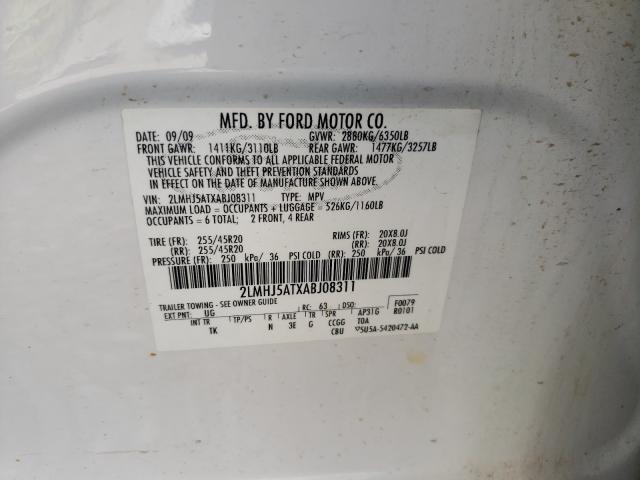 MFD. BY FORD MOTOR CO.
DATE: 09/09 GVWR: 2880KG/6350LB
FRONT GAWR: 1411KG/3110LB REAR GAWR: 1477KG/3257LB
THIS VEHICLE CONFORMS TO ALL APPLICABLE FEDERAL MOTOR
VEHICLE SAFETY AND THEFT PREVENTION STANDARDS
IN EFFECT ON THE DATE OF MANUFACTURE SHOWN ABOVE.
VIN: 2LMHJ5ATXABJ08311 TYPE: MPV
MAXIMUM LOAD = OCCUPANTS + LUGGAGE = 526KG/1160LB
OCCUPANTS = 6 TOTAL; 2 FRONT, 4 REAR
TIRE (FR): 255/45R20 RIMS (FR): 20X8.0J
(RR): 255/45R20 (RR): 20X8.0J
PRESSURE (FR): 250 kPa/ 36 PSI COLD (RR): 250 kPa/ 36 PSI COLD
2LMHJ5ATXABJ08311
TRAILER TOWING - SEE OWNER GUIDE RC: 63 DSO: F0079
EXT PNT: UG R0101
INT TR TP/PS R AXLE TR SPR AP31G
TK N 3E G CCGG TOA
C8U 5U5A-5420472-AA